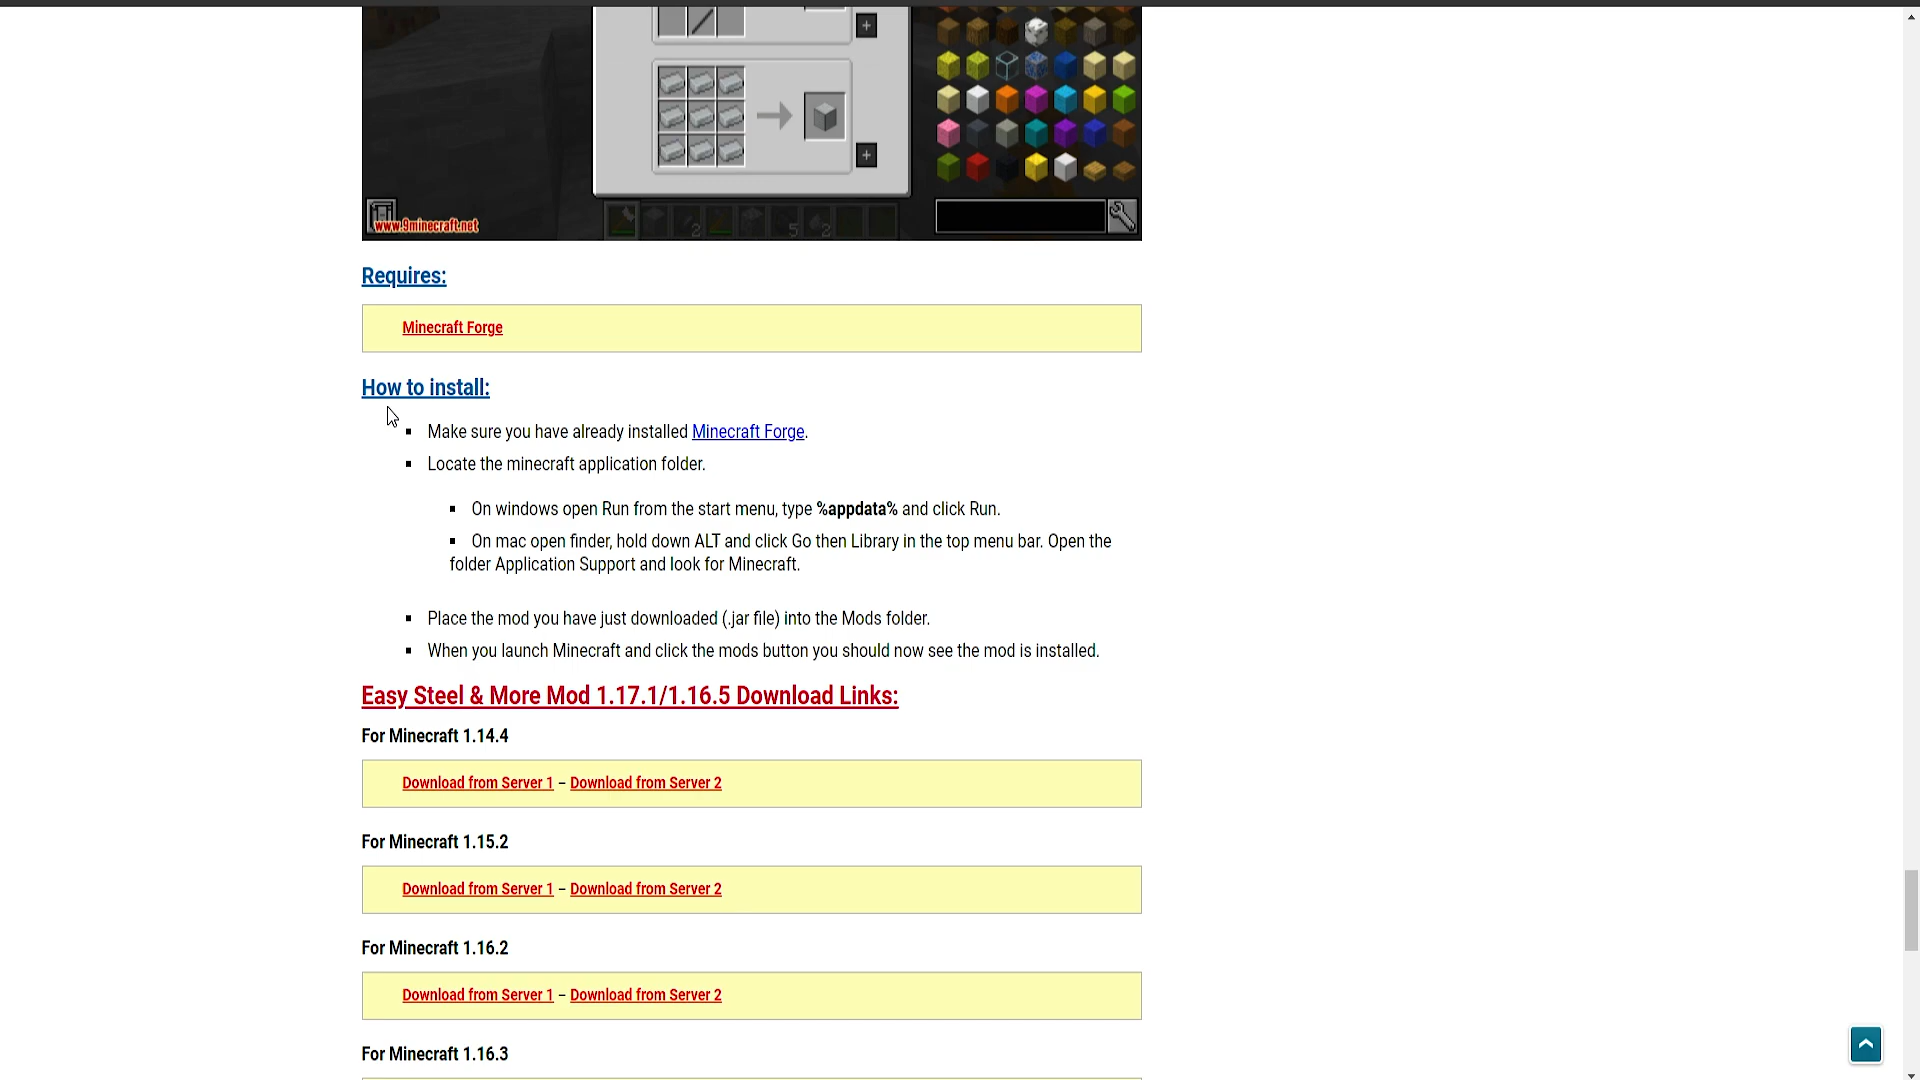 +
+
www.9minecraft.net
2 5 2
Requires:
Minecraft Forge
How to install:
Make sure you have already installed Minecraft Forge.
Locate the minecraft application folder.
On windows open Run from the start menu, type %appdata% and click Run.
On mac open finder, hold down ALT and click Go then Library in the top menu bar. Open the
folder Application Support and look for Minecraft.
Place the mod you have just downloaded (.jar file) into the Mods folder.
When you launch Minecraft and click the mods button you should now see the mod is installed.
Easy Steel & More Mod 1.17.1/1.16.5 Download Links:
For Minecraft 1.14.4
Download from Server 1 – Download from Server 2
For Minecraft 1.15.2
Download from Server 1 – Download from Server 2
For Minecraft 1.16.2
Download from Server 1 – Download from Server 2
For Minecraft 1.16.3